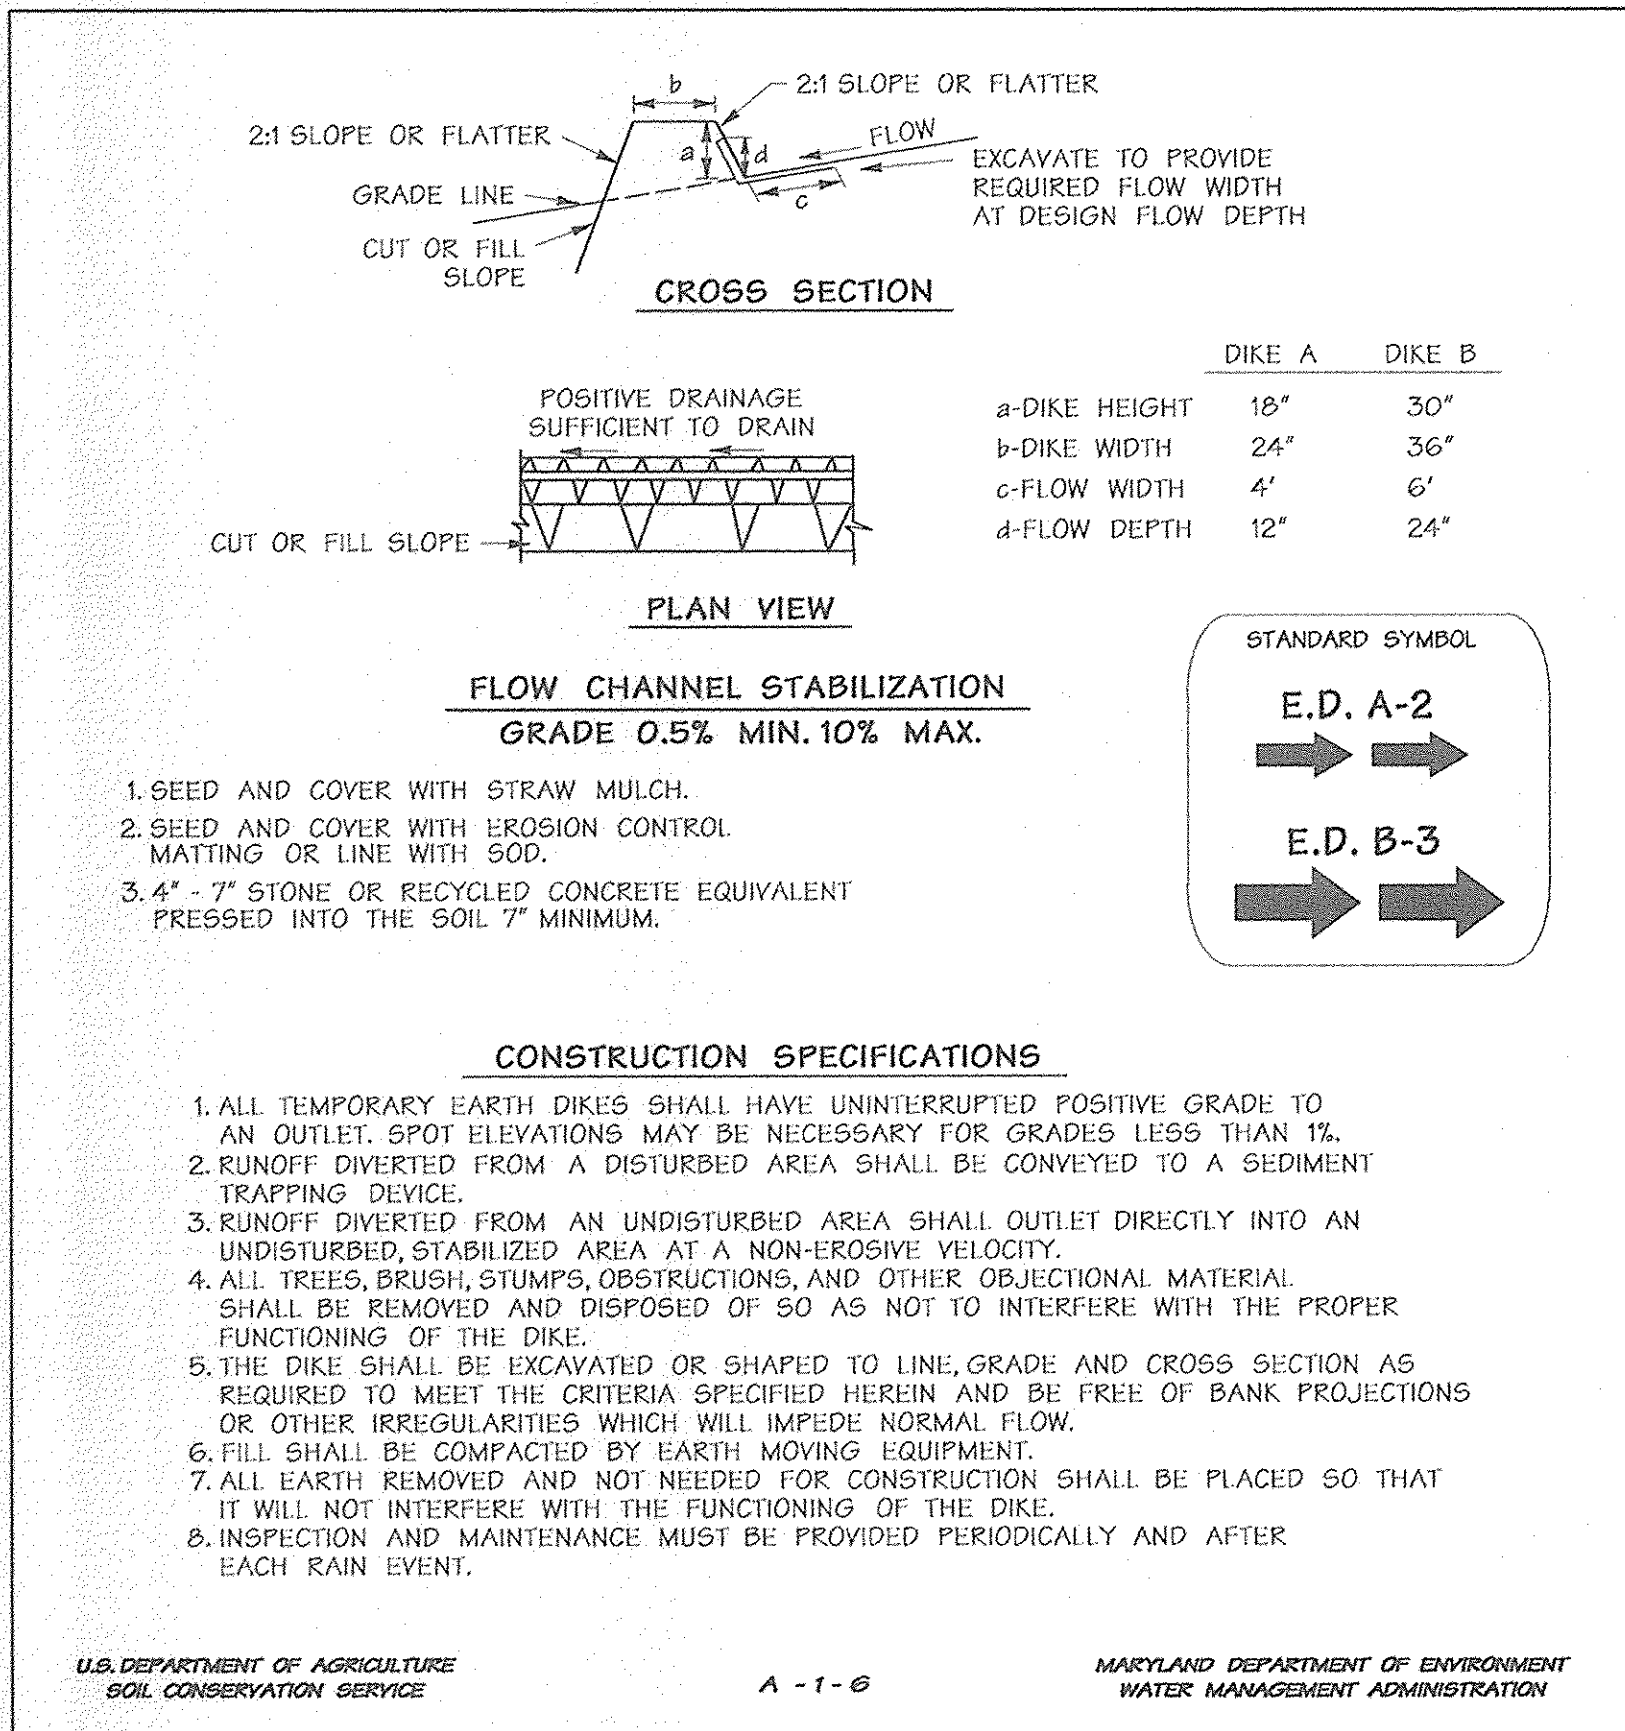 b
2:1 SLOPE OR FLATTER
2:1 SLOPE OR FLATTER
FLOW
a
d
EXCAVATE TO PROVIDE
REQUIRED FLOW WIDTH
AT DESIGN FLOW DEPTH
GRADE LINE
c
CUT OR FILL
SLOPE
CROSS SECTION
DIKE A DIKE B
a-DIKE HEIGHT 18" 30"
b-DIKE WIDTH 24" 36"
c-FLOW WIDTH 4' 6'
d-FLOW DEPTH 12" 24"
POSITIVE DRAINAGE
SUFFICIENT TO DRAIN
CUT OR FILL SLOPE
PLAN VIEW
STANDARD SYMBOL
E.D. A-2
E.D. B-3
FLOW CHANNEL STABILIZATION
GRADE 0.5% MIN. 10% MAX.
1. SEED AND COVER WITH STRAW MULCH.
2. SEED AND COVER WITH EROSION CONTROL
MATTING OR LINE WITH SOD.
3. 4" - 7" STONE OR RECYCLED CONCRETE EQUIVALENT
PRESSED INTO THE SOIL 7" MINIMUM.
CONSTRUCTION SPECIFICATIONS
1. ALL TEMPORARY EARTH DIKES SHALL HAVE UNINTERRUPTED POSITIVE GRADE TO
AN OUTLET. SPOT ELEVATIONS MAY BE NECESSARY FOR GRADES LESS THAN 1%.
2. RUNOFF DIVERTED FROM A DISTURBED AREA SHALL BE CONVEYED TO A SEDIMENT
TRAPPING DEVICE.
3. RUNOFF DIVERTED FROM AN UNDISTURBED AREA SHALL OUTLET DIRECTLY INTO AN
UNDISTURBED, STABILIZED AREA AT A NON-EROSIVE VELOCITY.
4. ALL TREES, BRUSH, STUMPS, OBSTRUCTIONS, AND OTHER OBJECTIONAL MATERIAL
SHALL BE REMOVED AND DISPOSED OF SO AS NOT TO INTERFERE WITH THE PROPER
FUNCTIONING OF THE DIKE.
5. THE DIKE SHALL BE EXCAVATED OR SHAPED TO LINE, GRADE AND CROSS SECTION AS
REQUIRED TO MEET THE CRITERIA SPECIFIED HEREIN AND BE FREE OF BANK PROJECTIONS
OR OTHER IRREGULARITIES WHICH WILL IMPEDE NORMAL FLOW.
6. FILL SHALL BE COMPACTED BY EARTH MOVING EQUIPMENT.
7. ALL EARTH REMOVED AND NOT NEEDED FOR CONSTRUCTION SHALL BE PLACED SO THAT
IT WILL NOT INTERFERE WITH THE FUNCTIONING OF THE DIKE.
8. INSPECTION AND MAINTENANCE MUST BE PROVIDED PERIODICALLY AND AFTER
EACH RAIN EVENT.
U.S. DEPARTMENT OF AGRICULTURE
SOIL CONSERVATION SERVICE
A - 1 - 6
MARYLAND DEPARTMENT OF ENVIRONMENT
WATER MANAGEMENT ADMINISTRATION